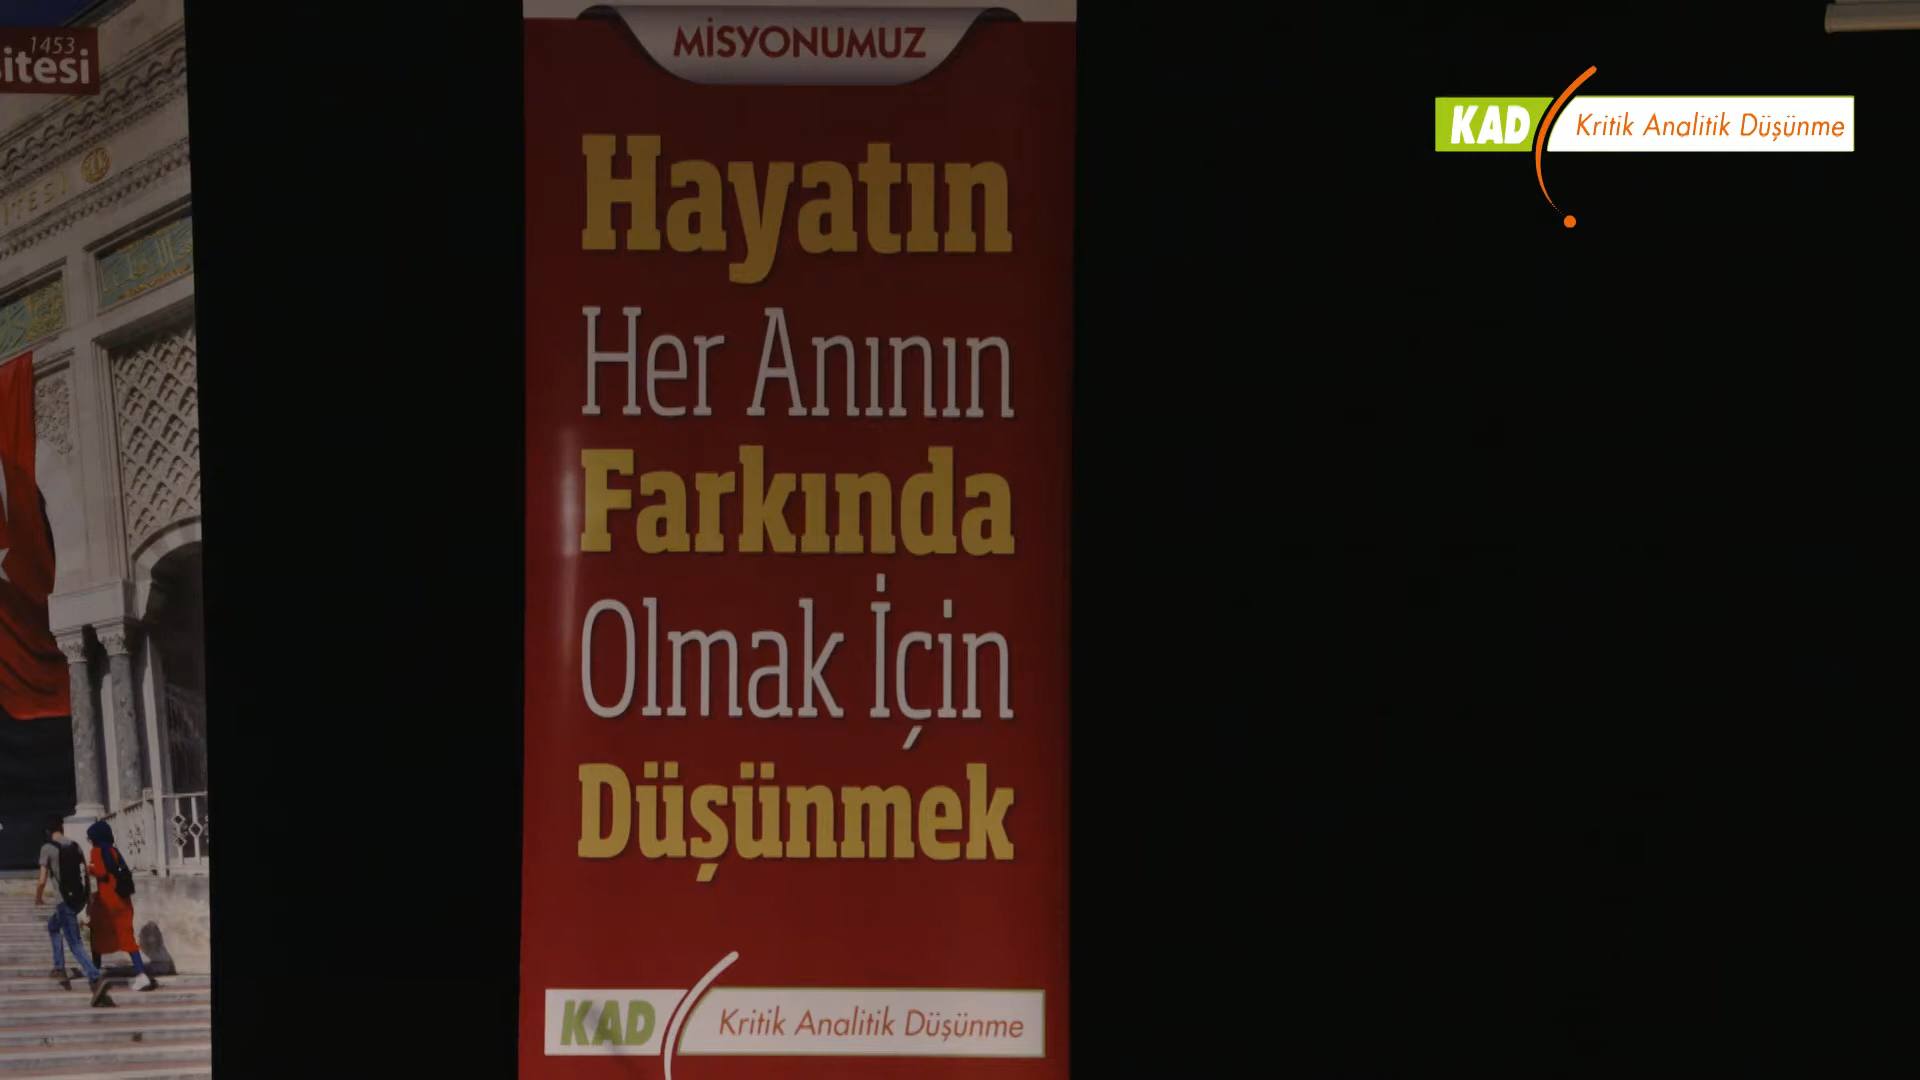 1453
itesi
İTESİ
MİSYONUMUZ
Hayatın
Her Anının
Farkında
Olmak İçin
Düşünmek
KAD Kritik Analitik Düşünme
KAD Kritik Analitik Düşünme